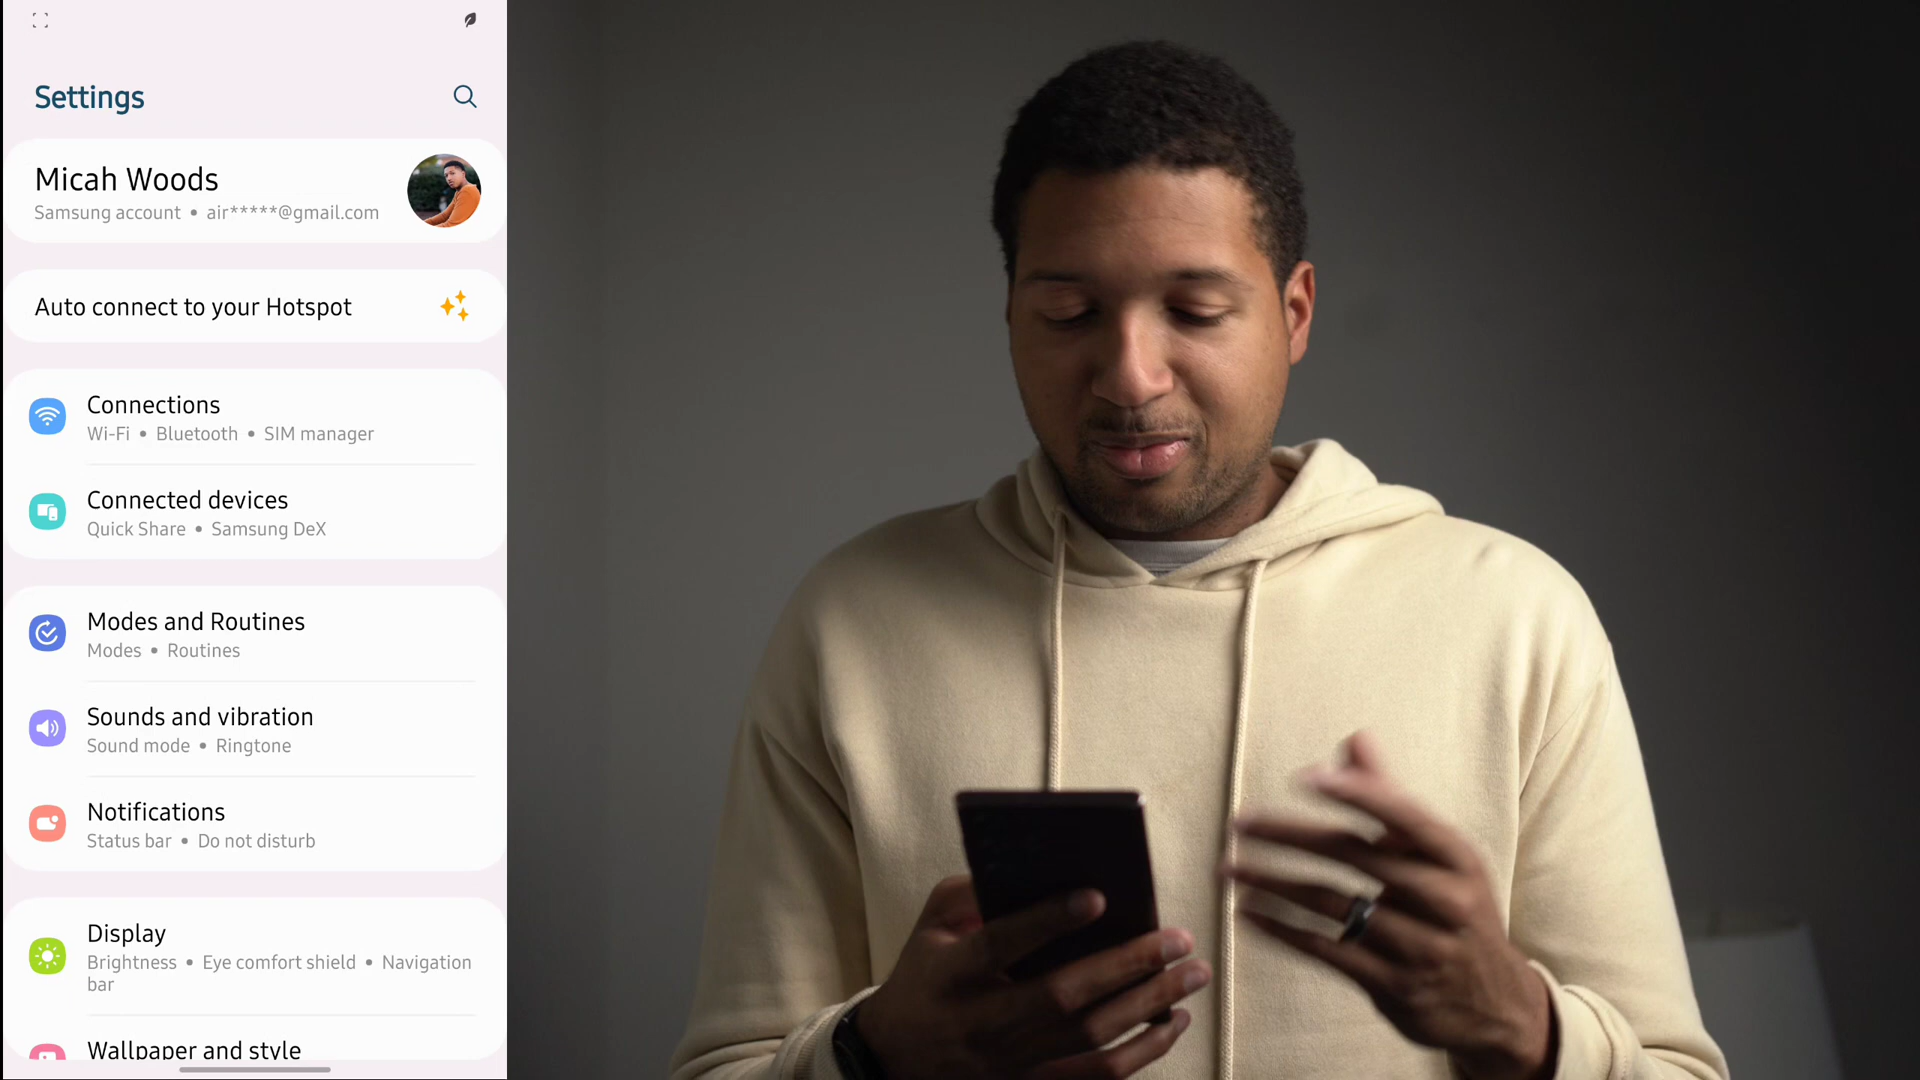 Settings
Micah Woods
Samsung account • air*****@gmail.com
Auto connect to your Hotspot
Connections
Wi-Fi • Bluetooth • SIM manager
Connected devices
Quick Share • Samsung DeX
Modes and Routines
Modes • Routines
Sounds and vibration
Sound mode • Ringtone
Notifications
Status bar • Do not disturb
Display
Brightness • Eye comfort shield • Navigation
bar
Wallpaper and style